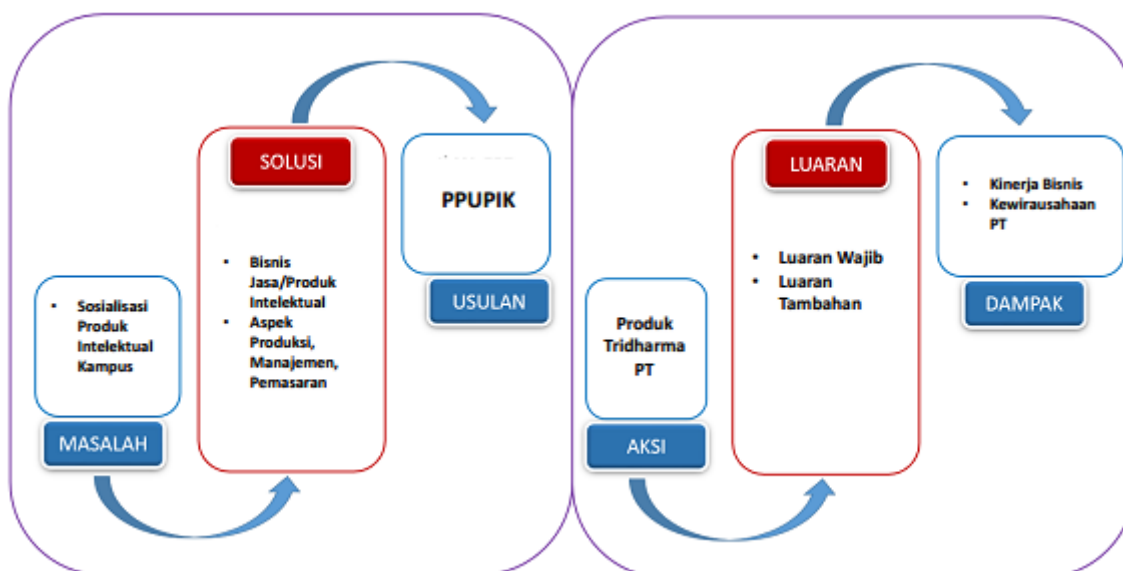 SOLUSI
• Bisnis
Jasa/Produk
Intelektual
• Aspek
Produksi,
Manajemen,
Pemasaran
PPUPIK
USULAN
• Sosialisasi
Produk
Intelektual
Kampus
MASALAH
LUARAN
• Luaran Wajib
• Luaran
Tambahan
• Kinerja Bisnis
• Kewirausahaan
PT
DAMPAK
Produk
Tridharma
PT
AKSI